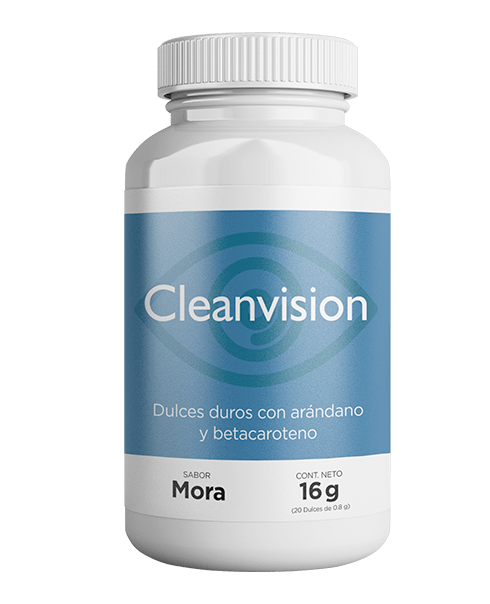 Cleanvision
Dulces duros con arándano
y betacaroteno
SABOR
Mora
CONT. NETO
16 g
(20 Dulces de 0.8 g)